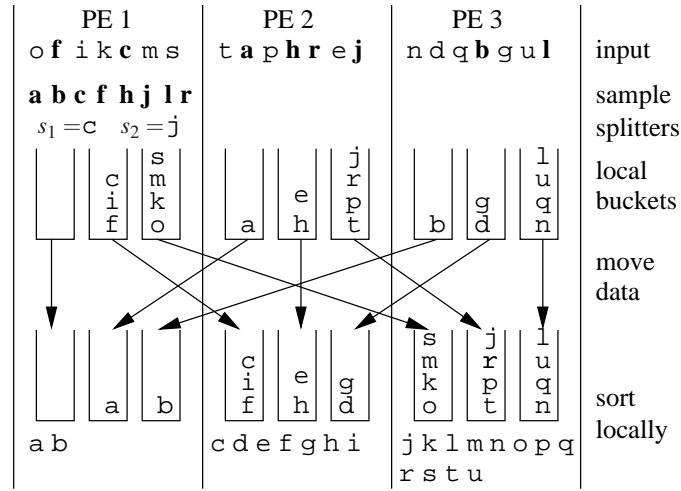 PE 1 PE 2 PE 3
o f i k c m s t a p h r e j n d q b g u l input
a b c f h j l r sample
s1 = c s2 = j splitters
s j l
c m r u local
i k e p g q buckets
f o a h t b d n
move
data
s j l
c m r u
i k e g p q sort
a b f h d o t n locally
a b c d e f g h i j k l m n o p q
r s t u